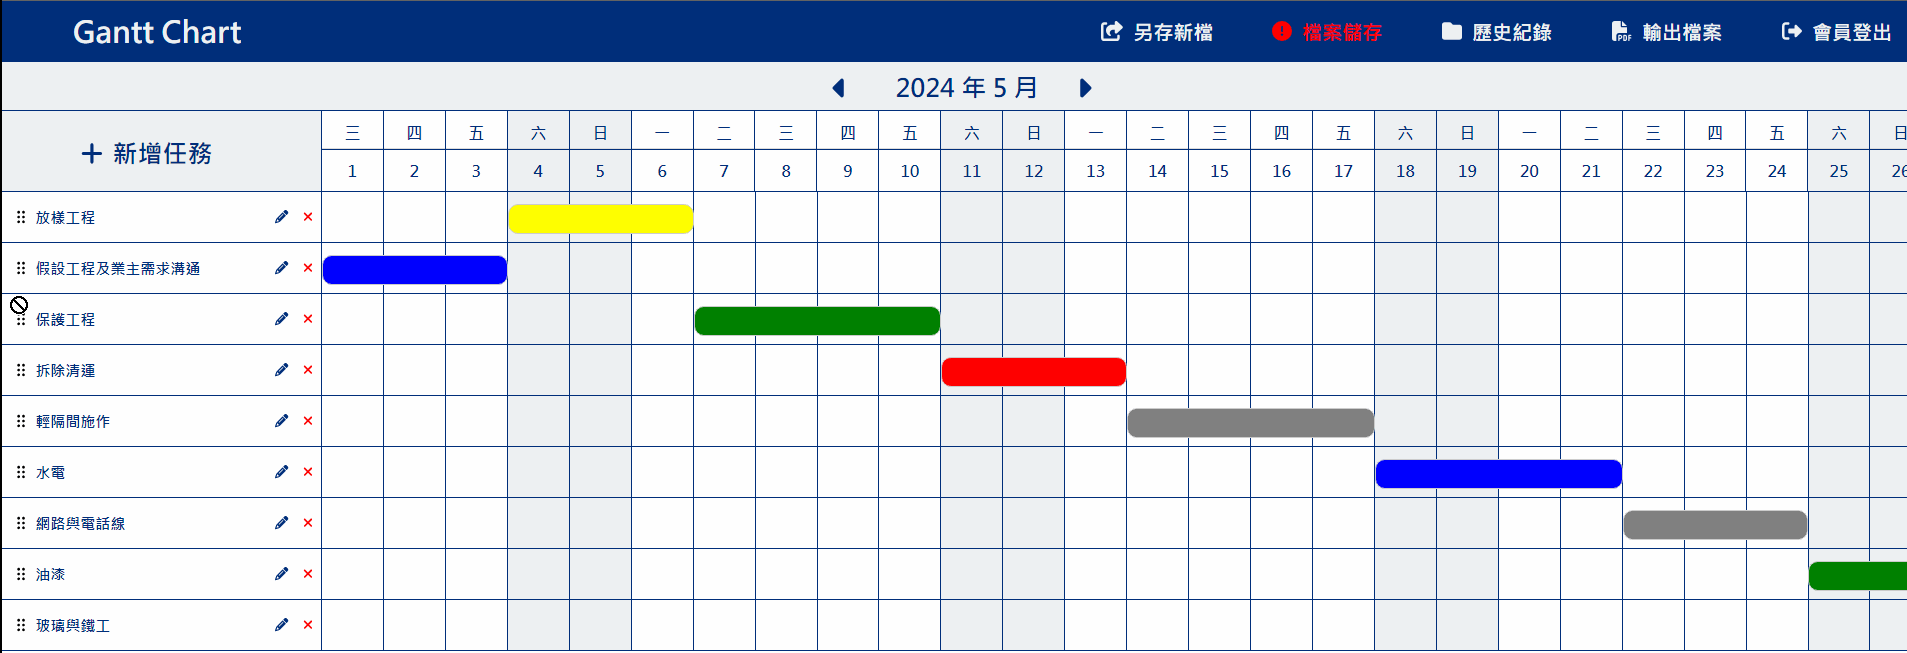 Gantt Chart 另存新檔 檔案儲存 歷史紀錄 輸出檔案 會員登出
2024 年 5 月
新增任務
三 四 五 六 日 一 二 三 四 五 六 日 一 二 三 四 五 六 日 一 二 三 四 五 六 日
1 2 3 4 5 6 7 8 9 10 11 12 13 14 15 16 17 18 19 20 21 22 23 24 25 26
放樣工程
假設工程及業主需求溝通
保護工程
拆除清運
輕隔間施作
水電
網路與電話線
油漆
玻璃與鐵工